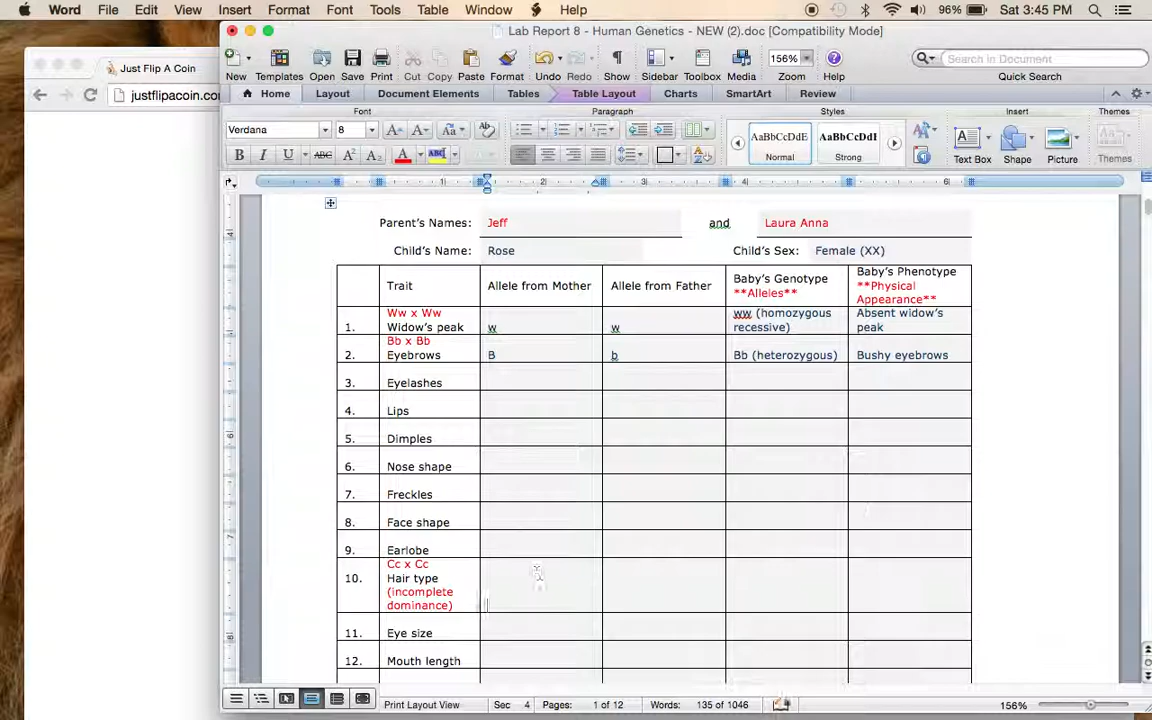 Word File Edit View Insert Format Font Tools Table Window Help 96% Sat 3:45 PM
Just Flip A Coin
justflipacoin.co
Lab Report 8 - Human Genetics - NEW (2).doc [Compatibility Mode]
156%
Search in Document
New Templates Open Save Print Cut Copy Paste Format Undo Redo Show Sidebar Toolbox Media Zoom Help Quick Search
Home Layout Document Elements Tables Table Layout Charts SmartArt Review
Font Paragraph Styles Insert Themes
Verdana 8 AaBbCcDdE AaBbCcDdI
Normal Strong Text Box Shape Picture Themes
Parent's Names: Jeff and Laura Anna
Child's Name: Rose Child's Sex: Female (XX)
Trait Allele from Mother Allele from Father Baby's Genotype **Alleles** Baby's Phenotype **Physical Appearance**
1. Ww x Ww Widow's peak w w ww (homozygous recessive) Absent widow's peak
2. Bb x Bb Eyebrows B b Bb (heterozygous) Bushy eyebrows
3. Eyelashes
4. Lips
5. Dimples
6. Nose shape
7. Freckles
8. Face shape
9. Earlobe
10. Cc x Cc Hair type (incomplete dominance)
11. Eye size
12. Mouth length
Print Layout View Sec 4 Pages: 1 of 12 Words: 135 of 1046 156%